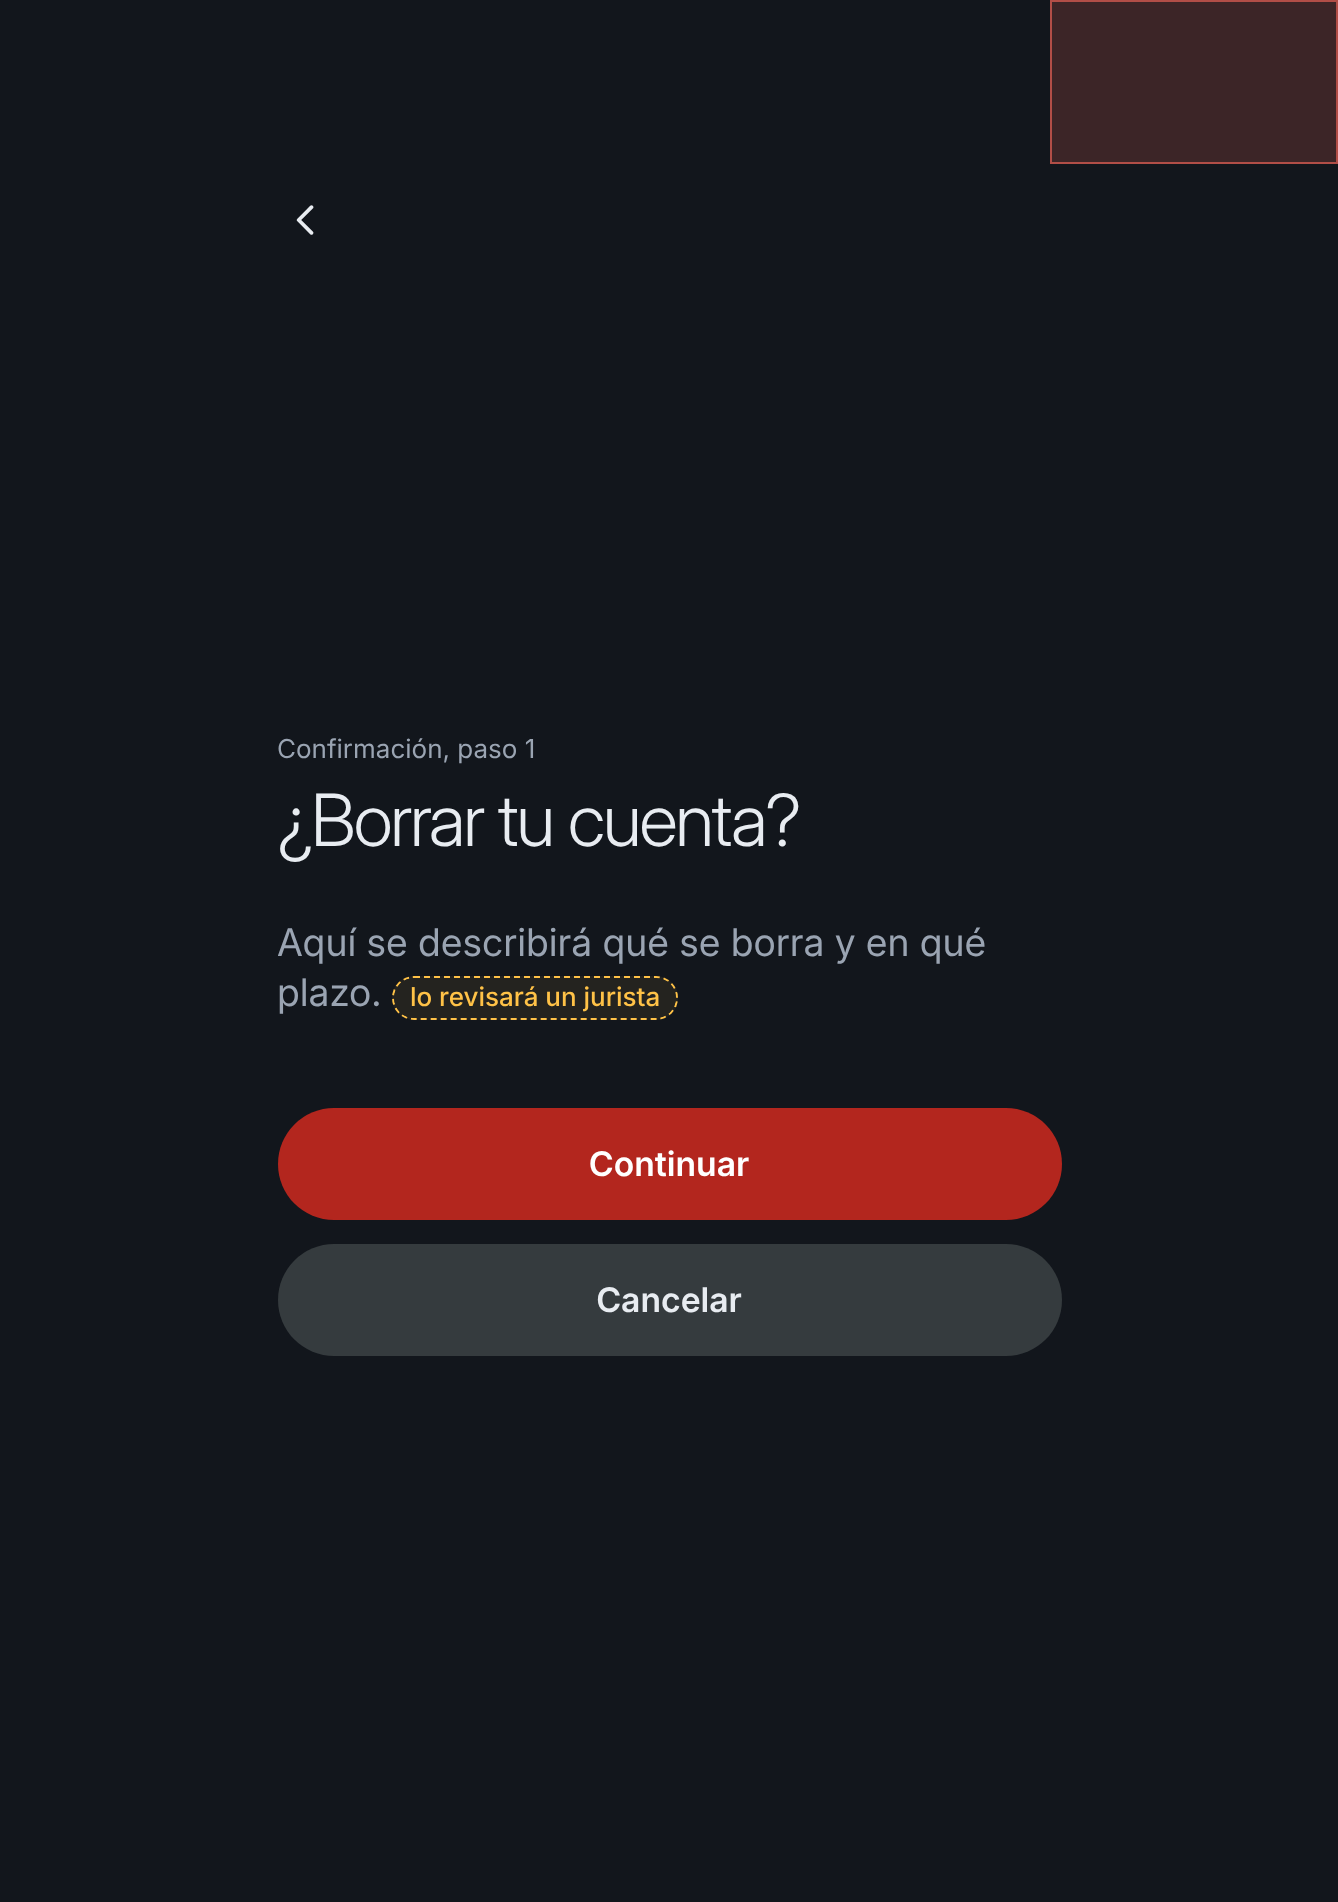 Confirmación, paso 1
¿Borrar tu cuenta?
Aquí se describirá qué se borra y en qué
plazo. lo revisará un jurista
Continuar
Cancelar